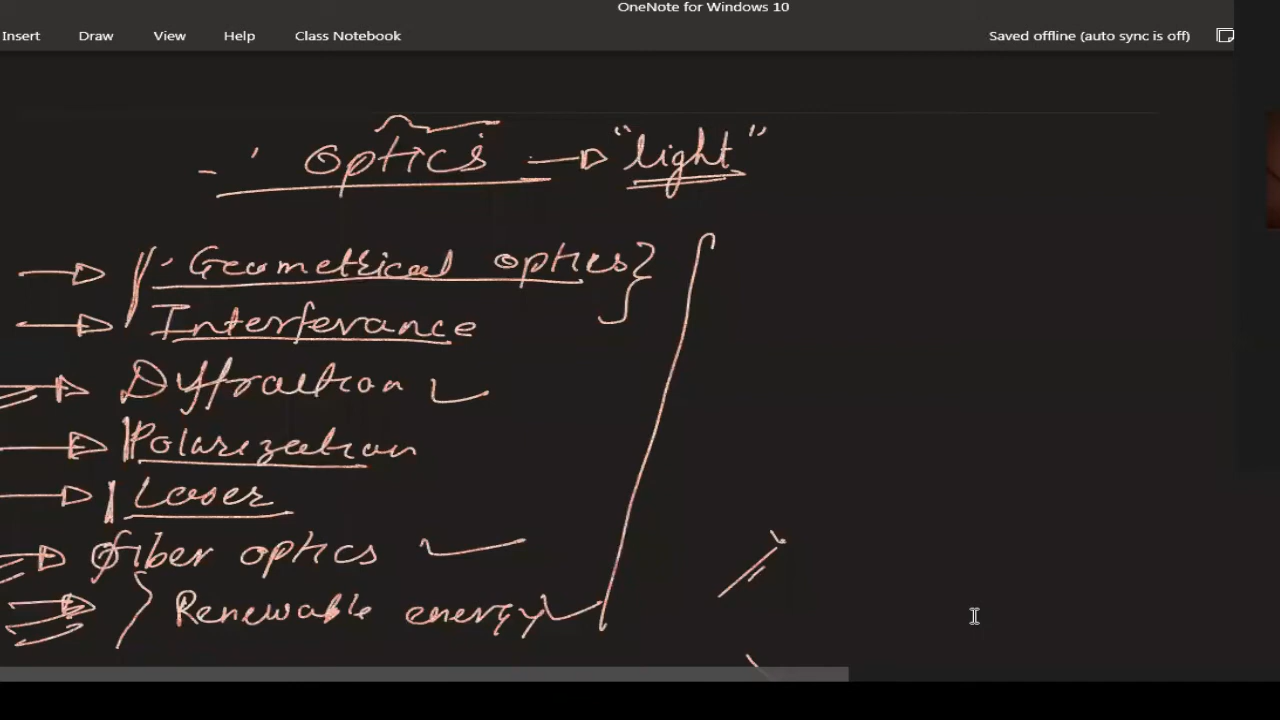 OneNote for Windows 10
Insert Draw View Help Class Notebook Saved offline (auto sync is off)
Optics → "light"
Geometrical optics
Interferance
Diffraction
Polarization
Laser
fiber optics
Renewable energy